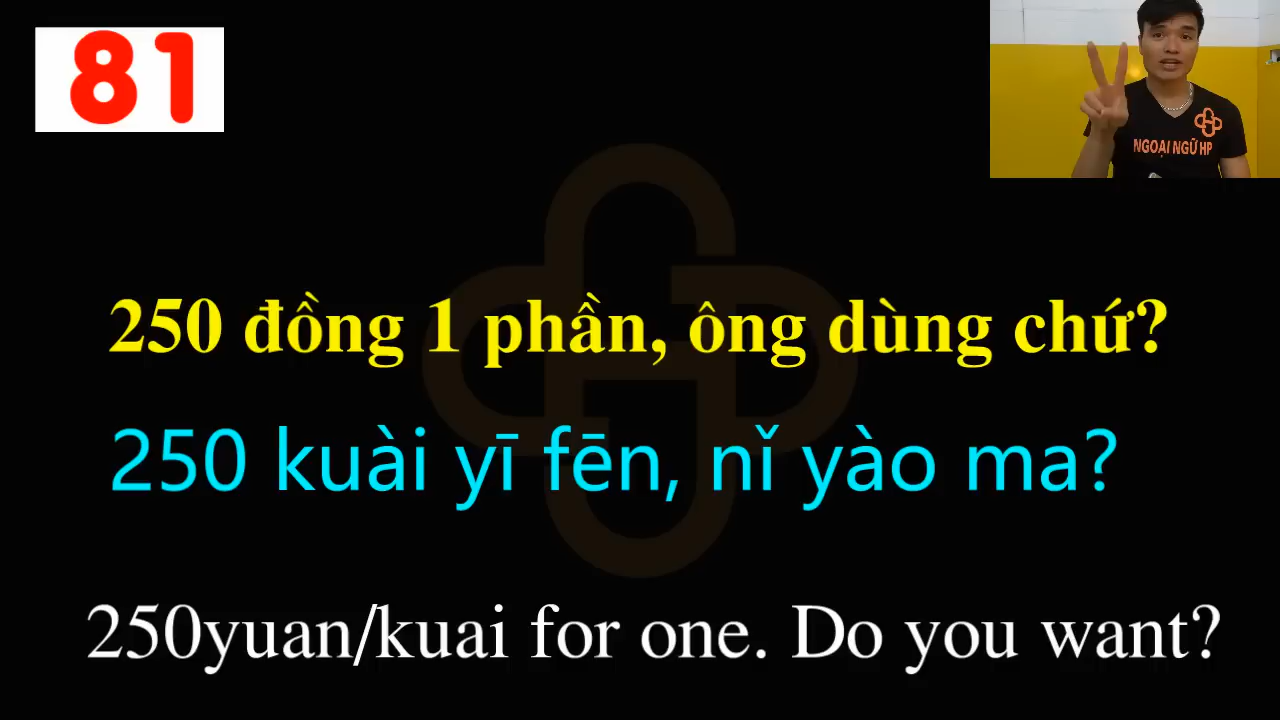 81
NGOẠI NGỮ HP
250 đồng 1 phần, ông dùng chứ?
250 kuài yī fēn, nǐ yào ma?
250yuan/kuai for one. Do you want?